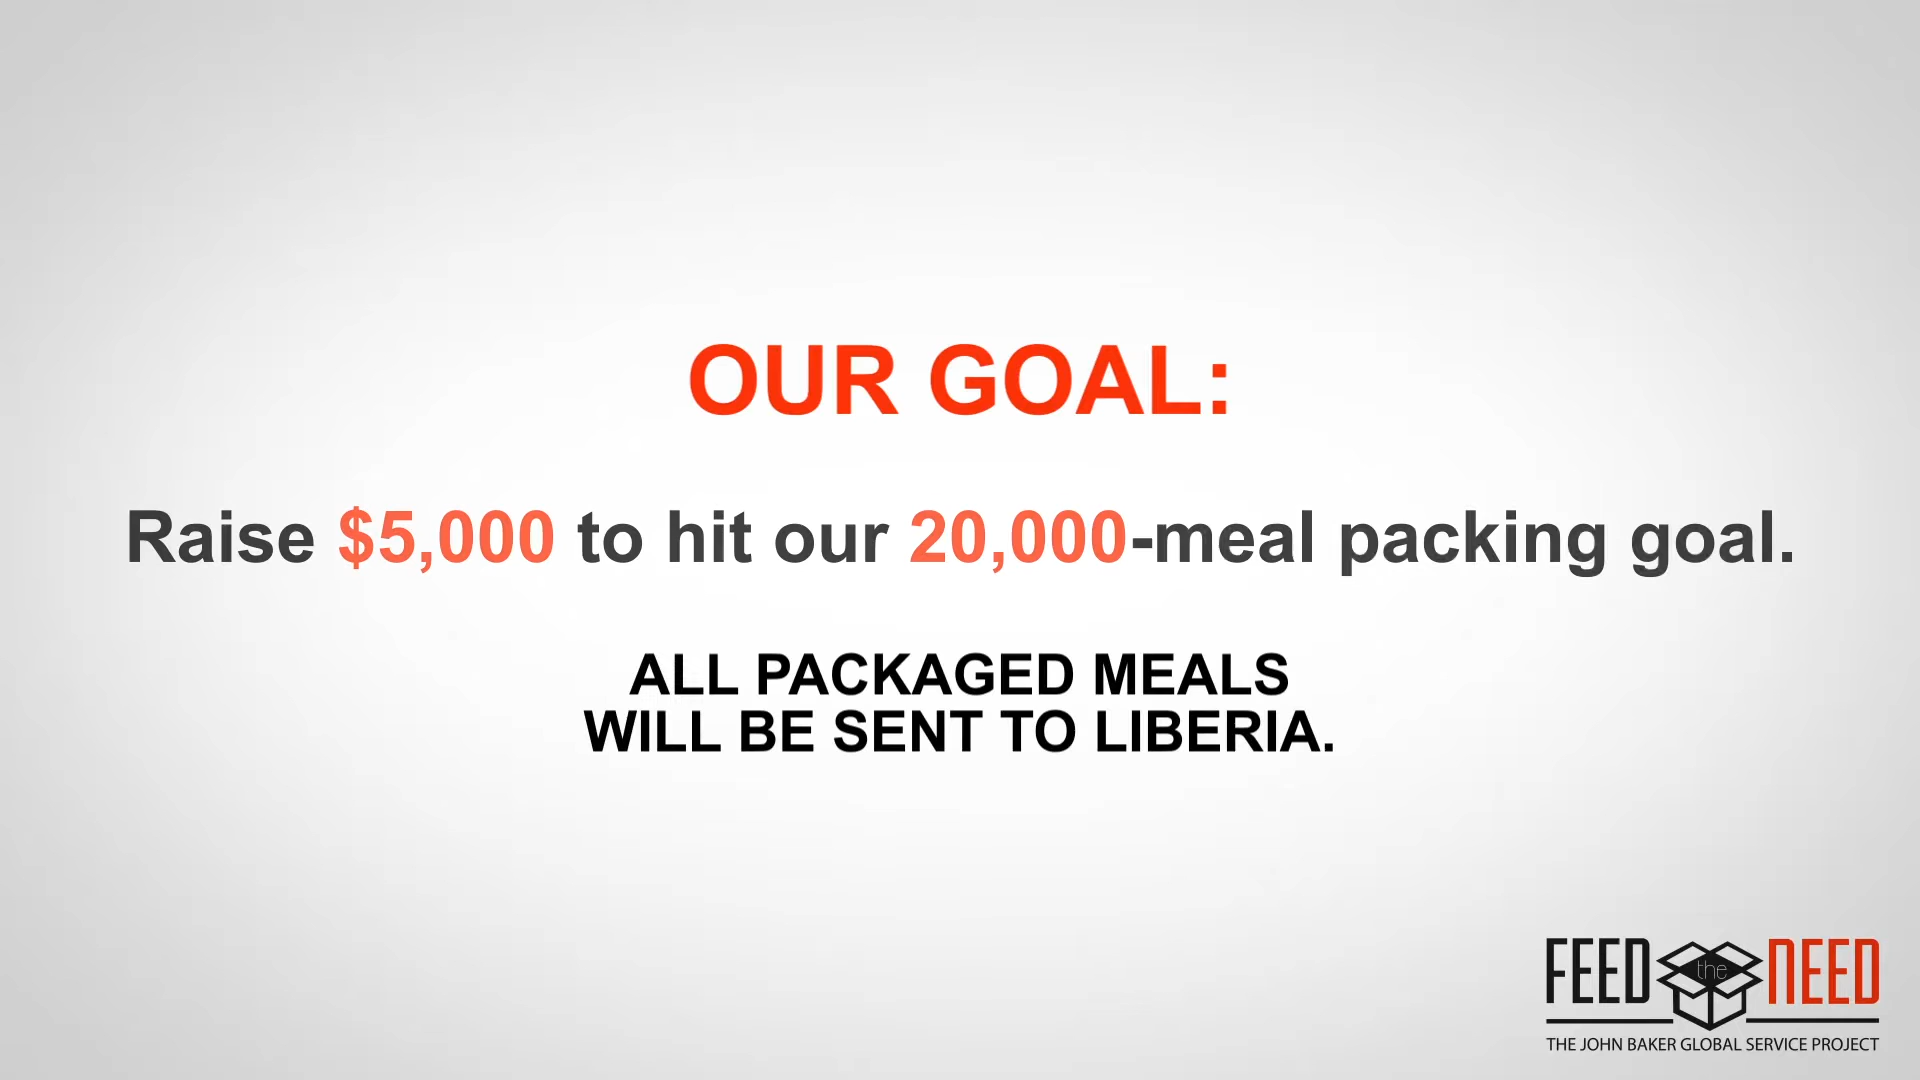 OUR GOAL:
Raise $5,000 to hit our 20,000-meal packing goal.
ALL PACKAGED MEALS
WILL BE SENT TO LIBERIA.
FEED the NEED
THE JOHN BAKER GLOBAL SERVICE PROJECT